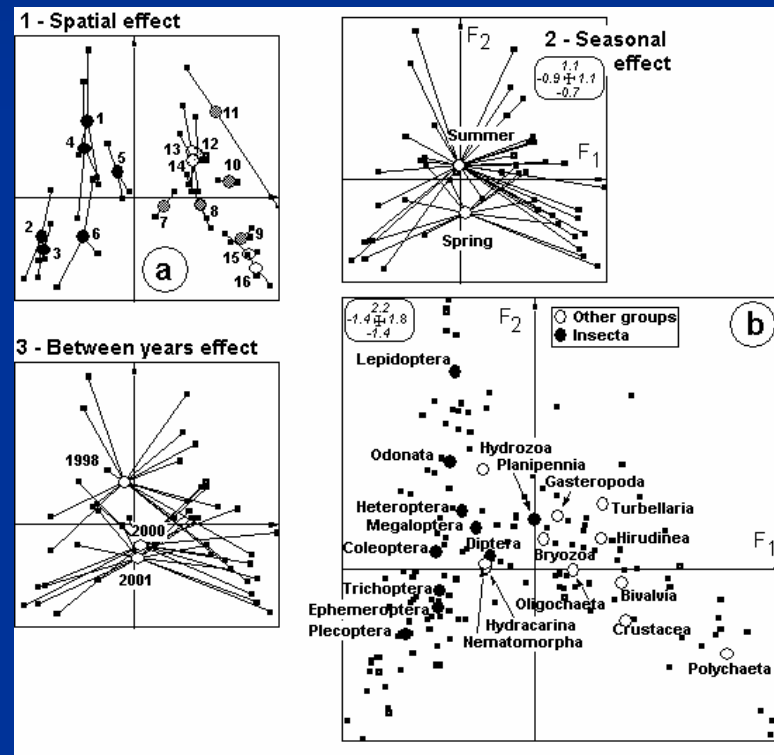 1 - Spatial effect
1
4
5
11
13
12
14
10
7
8
2
3
6
9
15
16
a
F2
2 - Seasonal
effect
1.1
-0.9 1.1
-0.7
Summer
F1
Spring
3 - Between years effect
1998
2000
2001
2.2
-1.4 1.8
-1.4
F2
Other groups
Insecta
b
Lepidoptera
Hydrozoa
Odonata
Planipennia
Gasteropoda
Heteroptera
Turbellaria
Megaloptera
Hirudinea
Coleoptera
Diptera
Bryozoa
F1
Trichoptera
Oligochaeta
Bivalvia
Ephemeroptera
Hydracarina
Crustacea
Plecoptera
Nematomorpha
Polychaeta